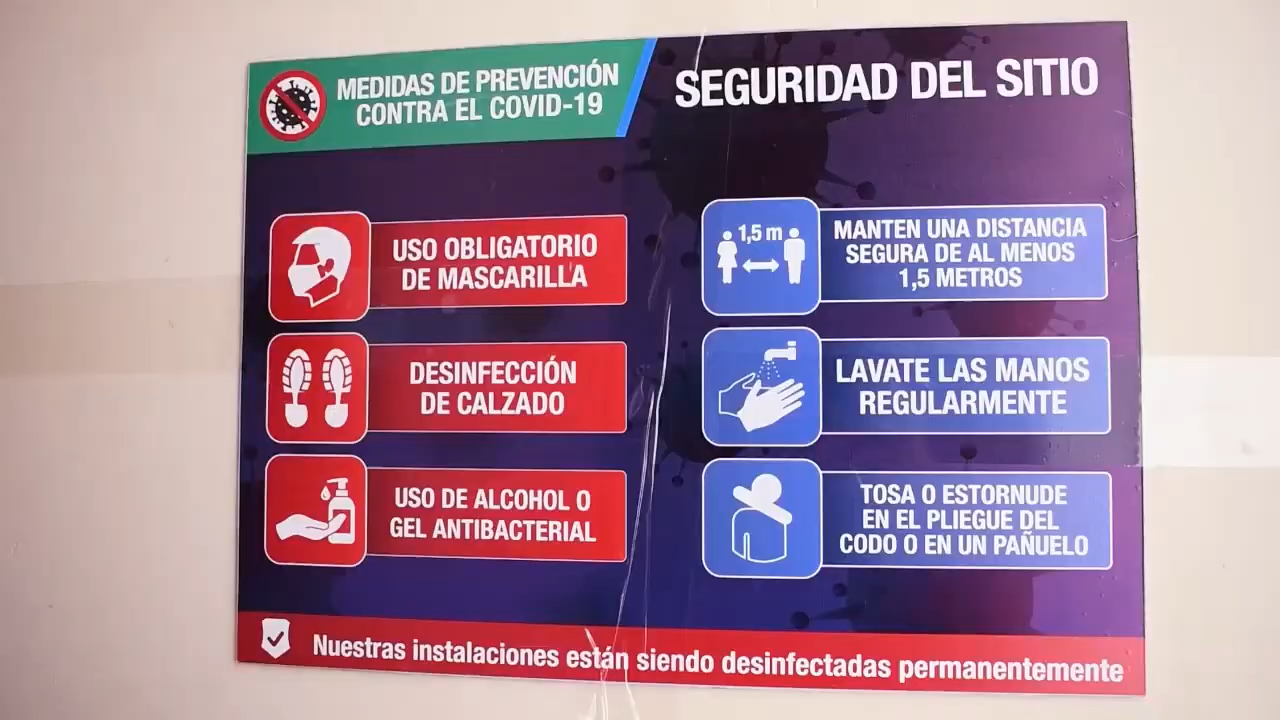 MEDIDAS DE PREVENCIÓN
CONTRA EL COVID-19
SEGURIDAD DEL SITIO
USO OBLIGATORIO
DE MASCARILLA
DESINFECCIÓN
DE CALZADO
USO DE ALCOHOL O
GEL ANTIBACTERIAL
1,5 m
MANTEN UNA DISTANCIA
SEGURA DE AL MENOS
1,5 METROS
LAVATE LAS MANOS
REGULARMENTE
TOSA O ESTORNUDE
EN EL PLIEGUE DEL
CODO O EN UN PAÑUELO
Nuestras instalaciones están siendo desinfectadas permanentemente